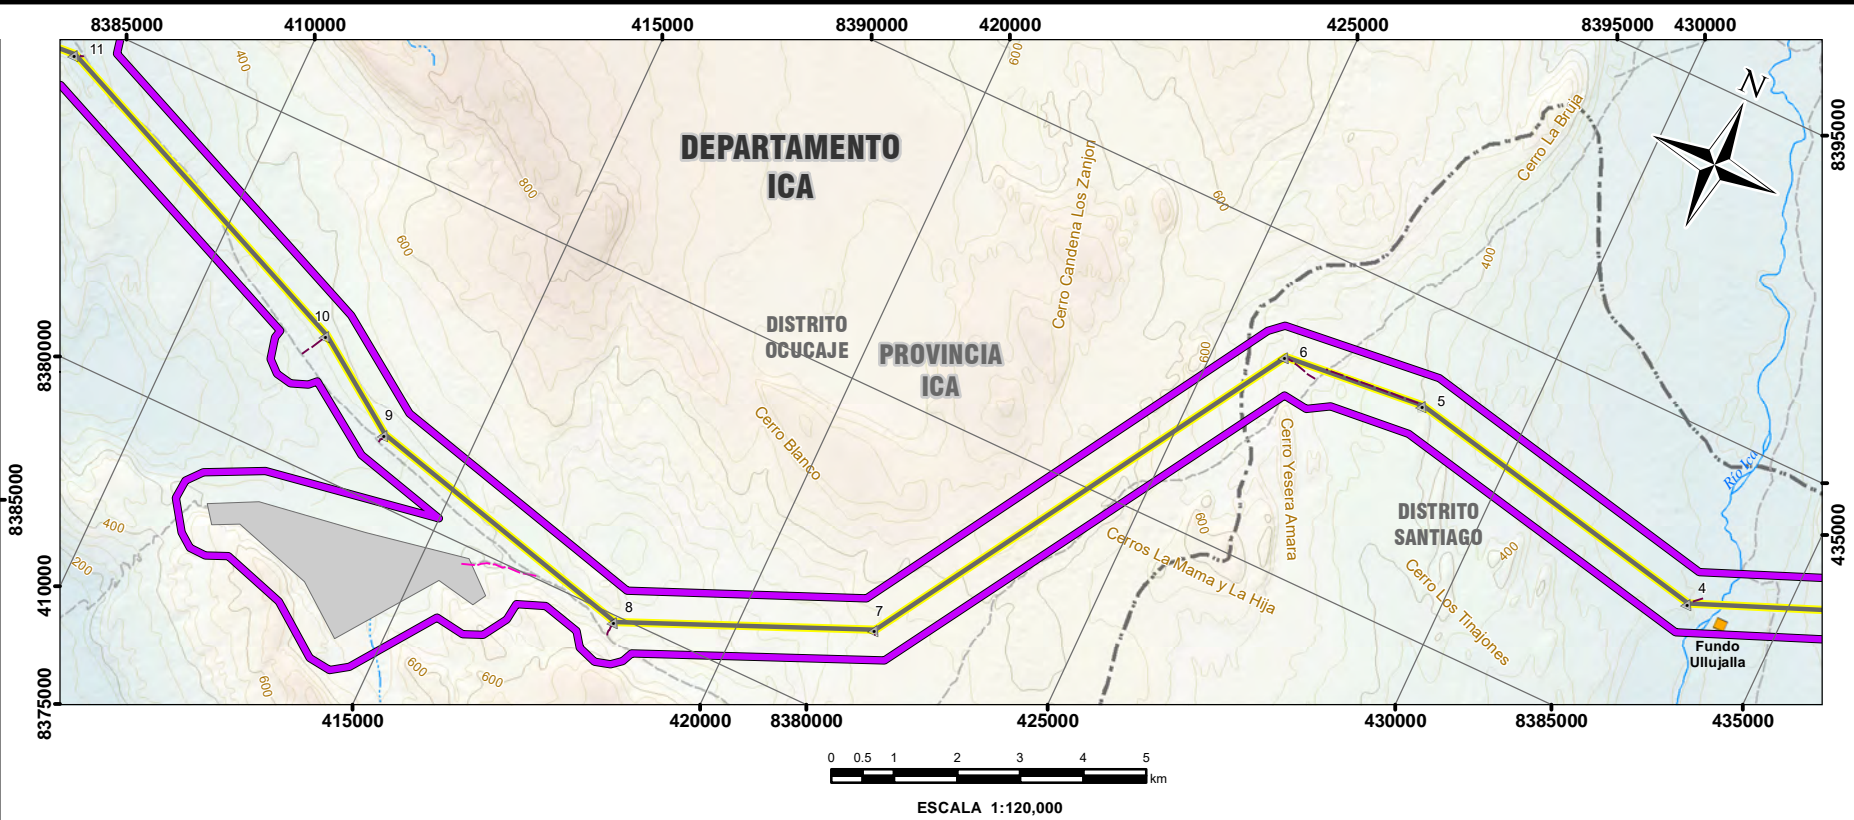 8385000
410000
415000
8390000
420000
425000
8395000
430000
11
400
600
N
8395000
DEPARTAMENTO
ICA
800
600
Cerro Candena Los Zanjon
600
Cerro La Bruja
400
10
DISTRITO
OCUCAJE
PROVINCIA
ICA
600
6
8380000
9
Cerro Blanco
5
Cerro Yesera Amara
Río Ica
8385000
400
200
600
Cerros La Mama y La Hija
DISTRITO
SANTIAGO
400
Cerro Los Tinajones
435000
410000
8
7
4
Fundo
Ullujalla
600
600
600
8375000
415000
420000
8380000
425000
430000
8385000
435000
0 0.5 1 2 3 4 5
km
ESCALA 1:120,000